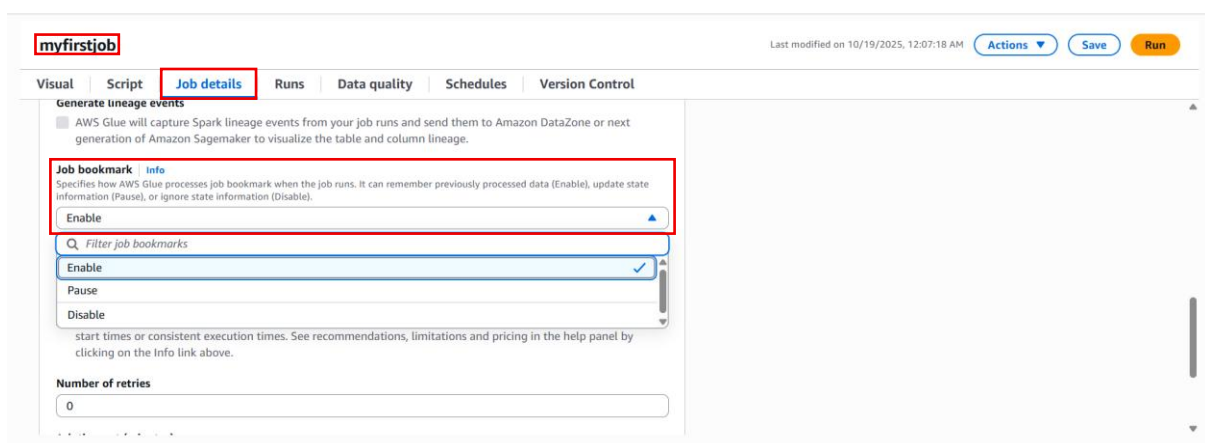 myfirstjob
Last modified on 10/19/2025, 12:07:18 AM
Actions
Save
Run
Visual
Script
Job details
Runs
Data quality
Schedules
Version Control
Generate lineage events
AWS Glue will capture Spark lineage events from your job runs and send them to Amazon DataZone or next
generation of Amazon Sagemaker to visualize the table and column lineage.
Job bookmark Info
Specifies how AWS Glue processes job bookmark when the job runs. It can remember previously processed data (Enable), update state
information (Pause), or ignore state information (Disable).
Enable
Filter job bookmarks
Enable
Pause
Disable
start times or consistent execution times. See recommendations, limitations and pricing in the help panel by
clicking on the Info link above.
Number of retries
0